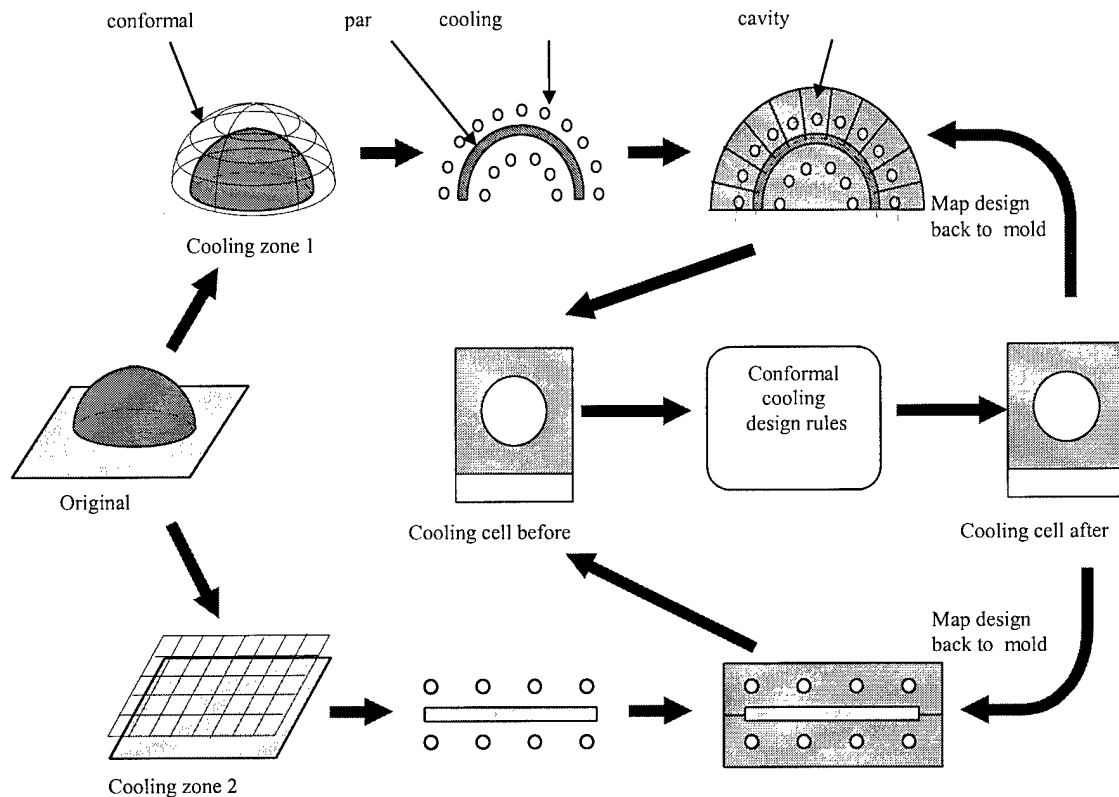 conformal
par
cooling
cavity
Cooling zone 1
Map design
back to mold
Original
Conformal
cooling
design rules
Cooling cell before
Cooling cell after
Map design
back to mold
Cooling zone 2